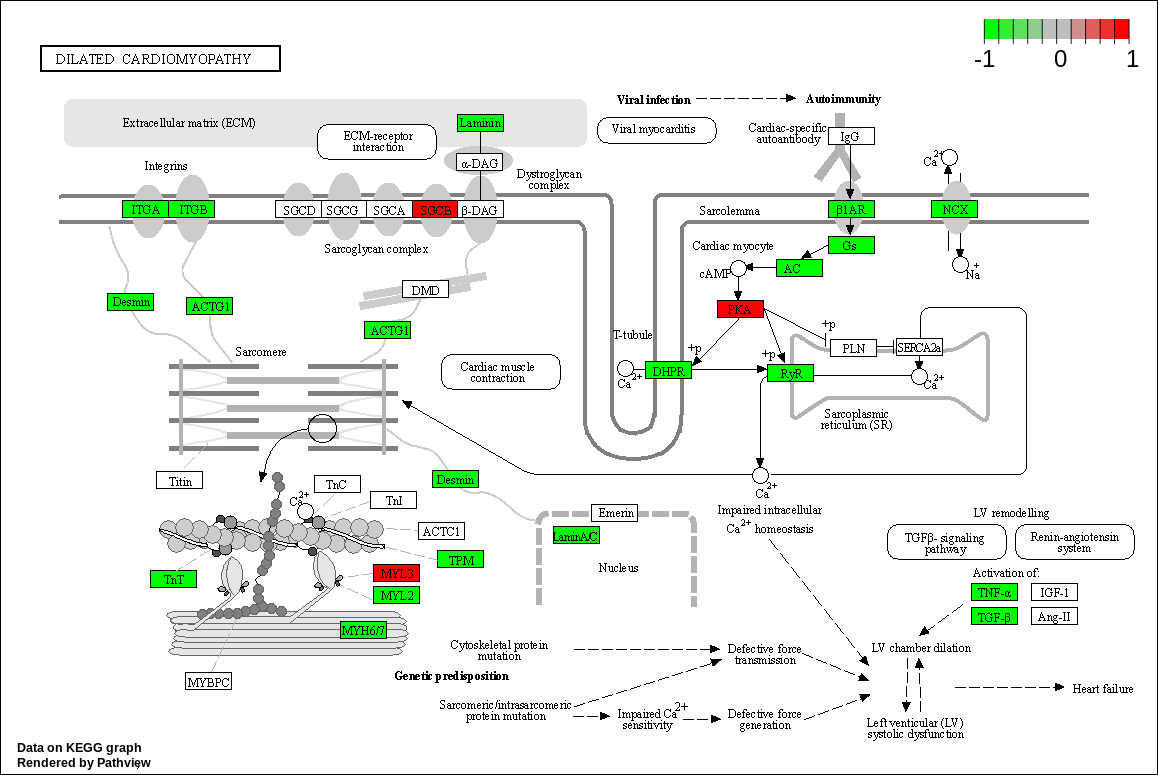 -1 0 1
DILATED CARDIOMYOPATHY
Viral infection
Autoimmunity
Extracellular matrix (ECM)
Laminin
ECM-receptor
interaction
Viral myocarditis
Cardiac-specific
autoantibody
IgG
α-DAG
Ca2+
Integrins
Dystroglycan
complex
ITGA
ITGB
SGCD
SGCG
SGCA
SGCB
β-DAG
Sarcolemma
β1AR
NCX
Sarcoglycan complex
Cardiac myocyte
Gs
cAMP
AC
Na+
DMD
Desmin
ACTG1
PKA
ACTG1
T-tubule
+p
+p
+p
PLN
SERCA2a
Sarcomere
Cardiac muscle
contraction
Ca2+
DHPR
RyR
Ca2+
Sarcoplasmic
reticulum (SR)
Titin
TnC
Ca2+
TnI
Desmin
Ca2+
Emerin
Impaired intracellular
Ca2+ homeostasis
LV remodelling
ACTC1
LaminA/C
TGFβ- signaling
pathway
Renin-angiotensin
system
TPM
Nucleus
TnT
MYL3
MYL2
Activation of:
TNF-α
IGF-1
TGF-β
Ang-II
MYH6/7
Cytoskeletal protein
mutation
Defective force
transmission
LV chamber dilation
MYBPC
Genetic predisposition
Heart failure
Sarcomeric/intrasarcomeric
protein mutation
Impaired Ca2+
sensitivity
Defective force
generation
Left venticular (LV)
systolic dysfunction
Data on KEGG graph
Rendered by Pathview